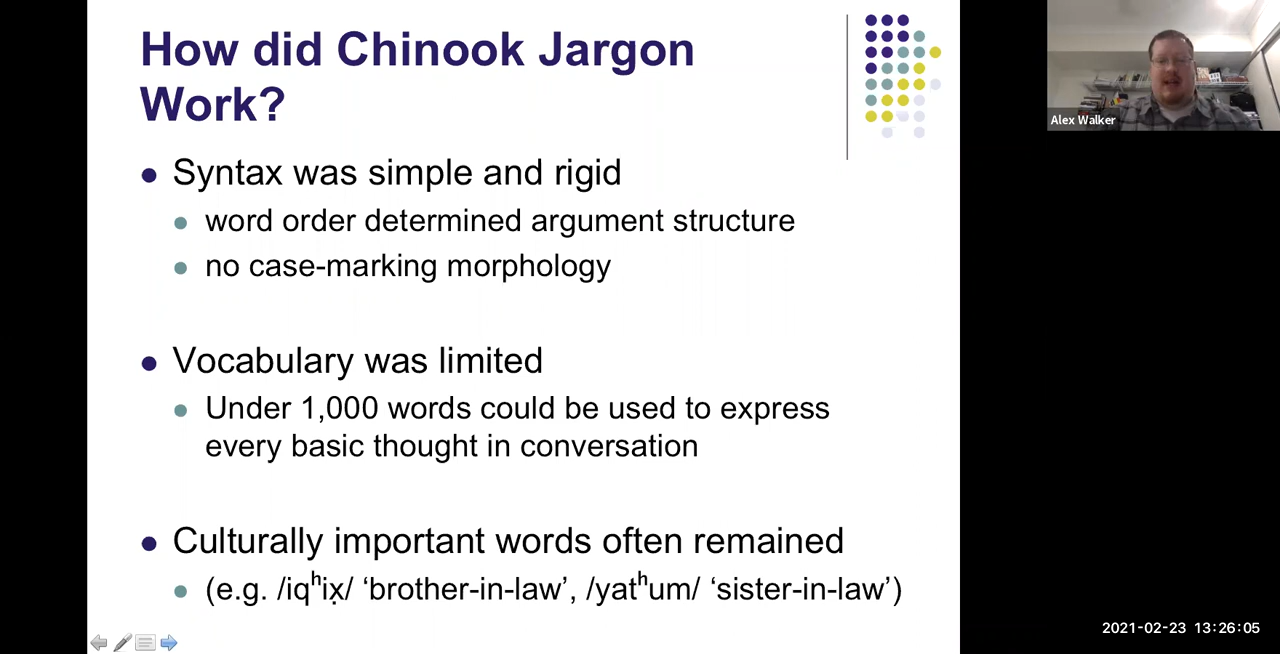 How did Chinook Jargon
Work?
Syntax was simple and rigid
word order determined argument structure
no case-marking morphology
Vocabulary was limited
Under 1,000 words could be used to express
every basic thought in conversation
Culturally important words often remained
(e.g. /iqʰix̣/ ‘brother-in-law’, /yatʰum/ ‘sister-in-law’)
Alex Walker
2021-02-23 13:26:05